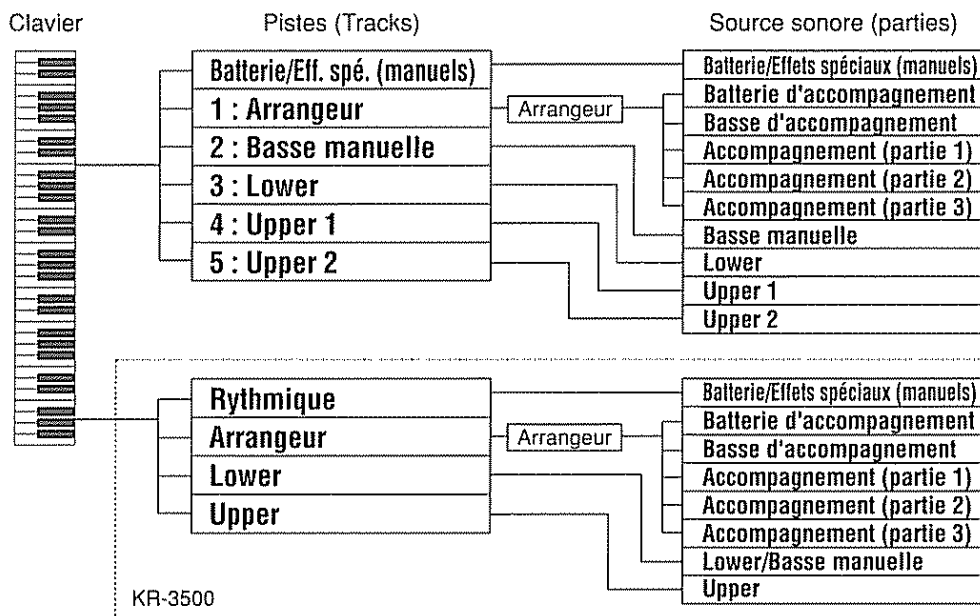 Clavier
Pistes (Tracks)
Source sonore (parties)
Batterie/Eff. spé. (manuels)
1 : Arrangeur
2 : Basse manuelle
3 : Lower
4 : Upper 1
5 : Upper 2
Arrangeur
Batterie/Effets spéciaux (manuels)
Batterie d'accompagnement
Basse d'accompagnement
Accompagnement (partie 1)
Accompagnement (partie 2)
Accompagnement (partie 3)
Basse manuelle
Lower
Upper 1
Upper 2
Rythmique
Arrangeur
Lower
Upper
Arrangeur
Batterie/Effets spéciaux (manuels)
Batterie d'accompagnement
Basse d'accompagnement
Accompagnement (partie 1)
Accompagnement (partie 2)
Accompagnement (partie 3)
Lower/Basse manuelle
Upper
KR-3500